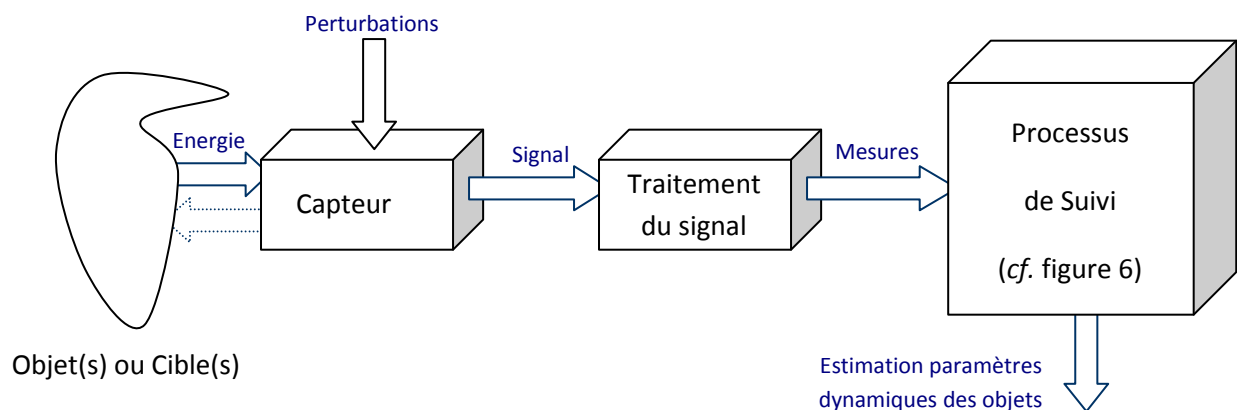 Perturbations
Energie
Capteur
Signal
Traitement
du signal
Mesures
Processus
de Suivi
(cf. figure 6)
Objet(s) ou Cible(s)
Estimation paramètres
dynamiques des objets